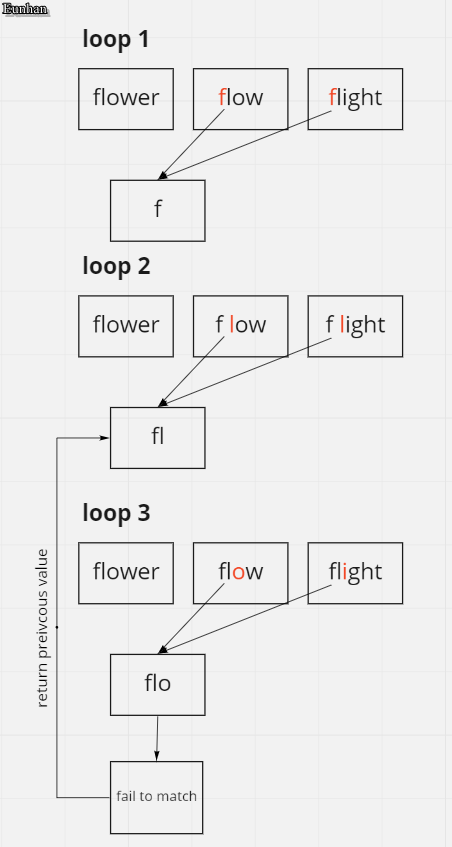 Eunhan
loop 1
flower
flow
flight
f
loop 2
flower
f low
f light
fl
loop 3
flower
flow
flight
flo
return preivcous value
fail to match